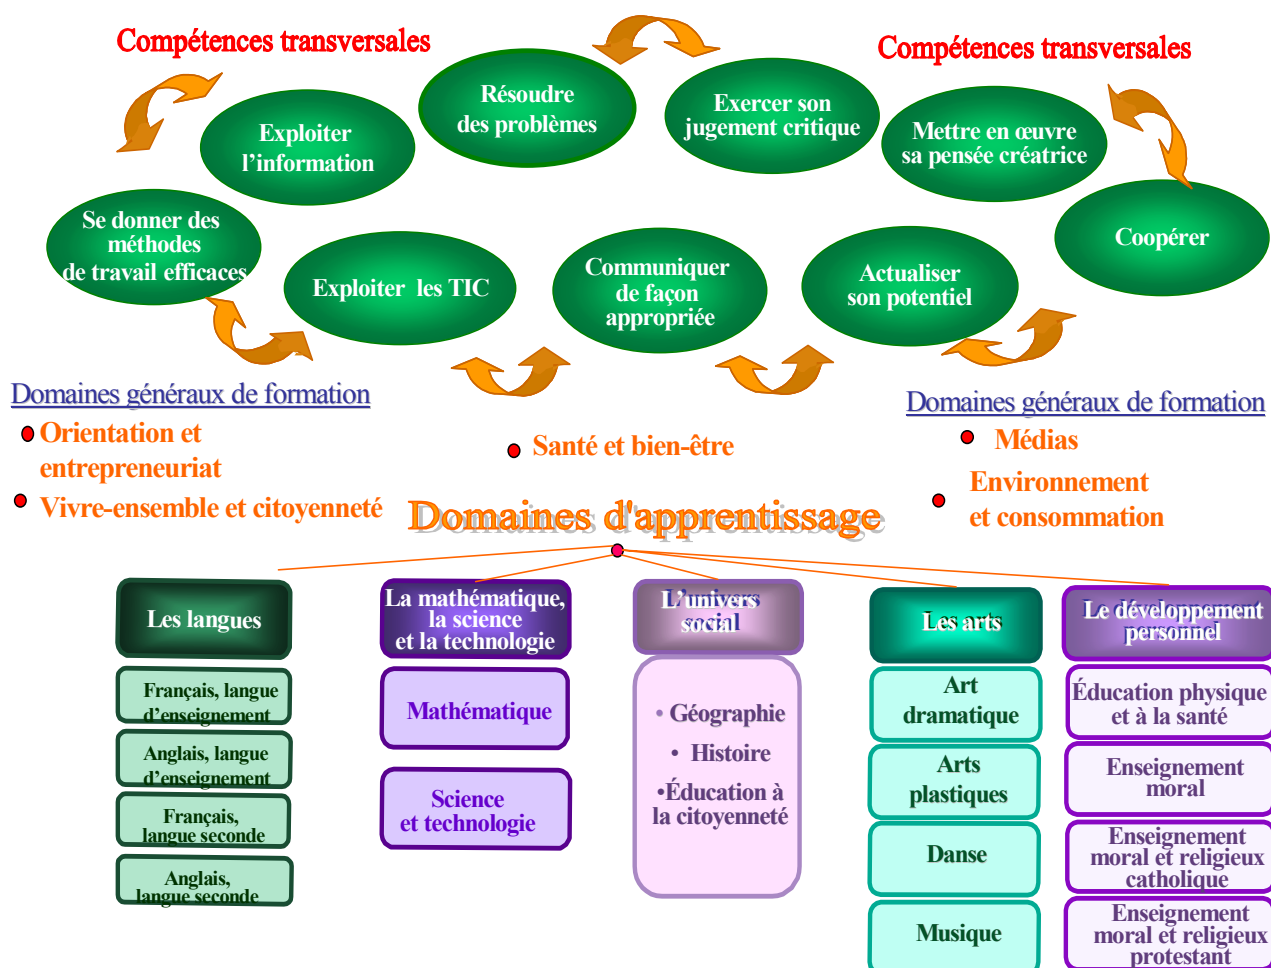 Compétences transversales
Compétences transversales
Résoudre
des problèmes
Exercer son
jugement critique
Exploiter
l’information
Mettre en œuvre
sa pensée créatrice
Se donner des
méthodes
de travail efficaces
Coopérer
Exploiter les TIC
Communiquer
de façon
appropriée
Actualiser
son potentiel
Domaines généraux de formation
Orientation et
entrepreneuriat
Vivre-ensemble et citoyenneté
Santé et bien-être
Domaines généraux de formation
Médias
Environnement
et consommation
Domaines d'apprentissage
Les langues
Français, langue
d’enseignement
Anglais, langue
d’enseignement
Français,
langue seconde
Anglais,
langue seconde
La mathématique,
la science
et la technologie
Mathématique
Science
et technologie
L’univers
social
• Géographie
• Histoire
•Éducation à
la citoyenneté
Les arts
Art
dramatique
Arts
plastiques
Danse
Musique
Le développement
personnel
Éducation physique
et à la santé
Enseignement
moral
Enseignement
moral et religieux
catholique
Enseignement
moral et religieux
protestant